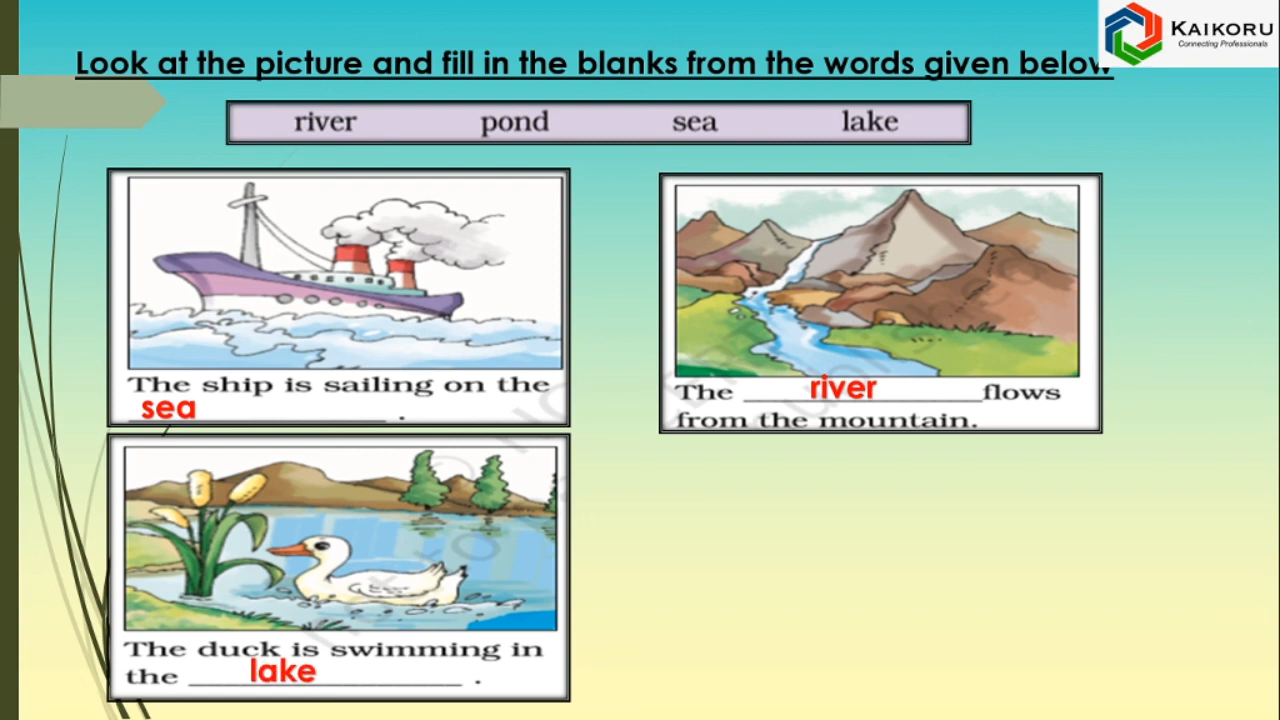 KAIKORU
Connecting Professionals
Look at the picture and fill in the blanks from the words given below
river pond sea lake
The ship is sailing on the
sea .
The river flows
from the mountain.
The duck is swimming in
the lake .